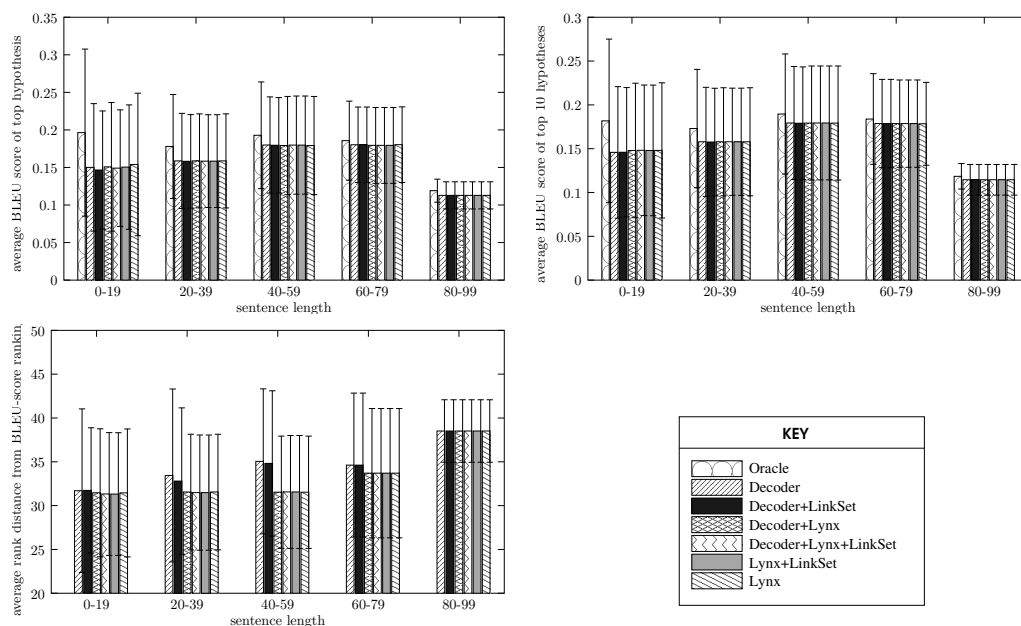 0.35
0.3
0.25
0.2
0.15
0.1
0.05
0
average BLEU score of top hypothesis
0-19 20-39 40-59 60-79 80-99
sentence length
0.3
0.25
0.2
0.15
0.1
0.05
0
average BLEU score of top 10 hypotheses
0-19 20-39 40-59 60-79 80-99
sentence length
50
45
40
35
30
25
20
average rank distance from BLEU-score rankin
0-19 20-39 40-59 60-79 80-99
sentence length
KEY
Oracle
Decoder
Decoder+LinkSet
Decoder+Lynx
Decoder+Lynx+LinkSet
Lynx+LinkSet
Lynx